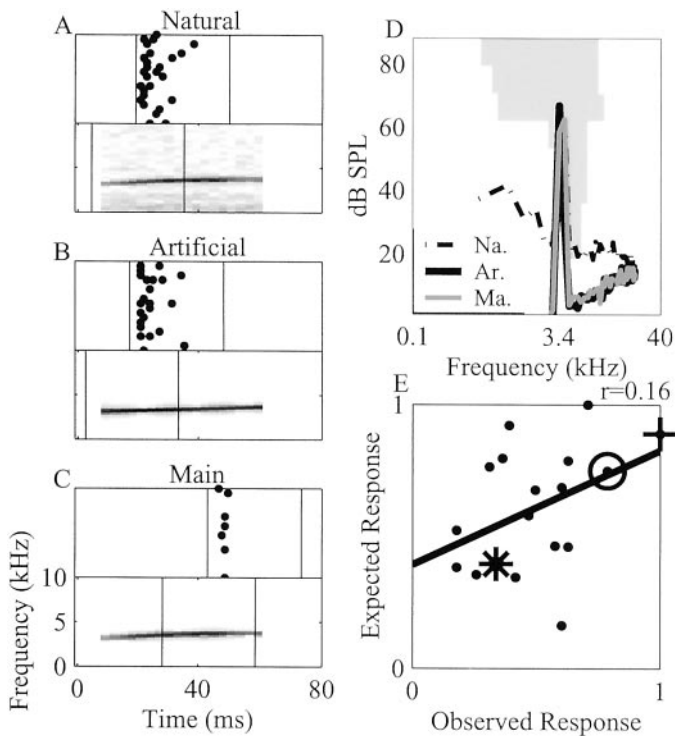 A
Natural
B
Artificial
C
Main
10
5
0
0
40
80
Frequency (kHz)
Time (ms)
D
80
60
40
20
dB SPL
Na.
Ar.
Ma.
0.1
3.4
40
Frequency (kHz)
E
r=0.16
1
0
Expected Response
0
1
Observed Response